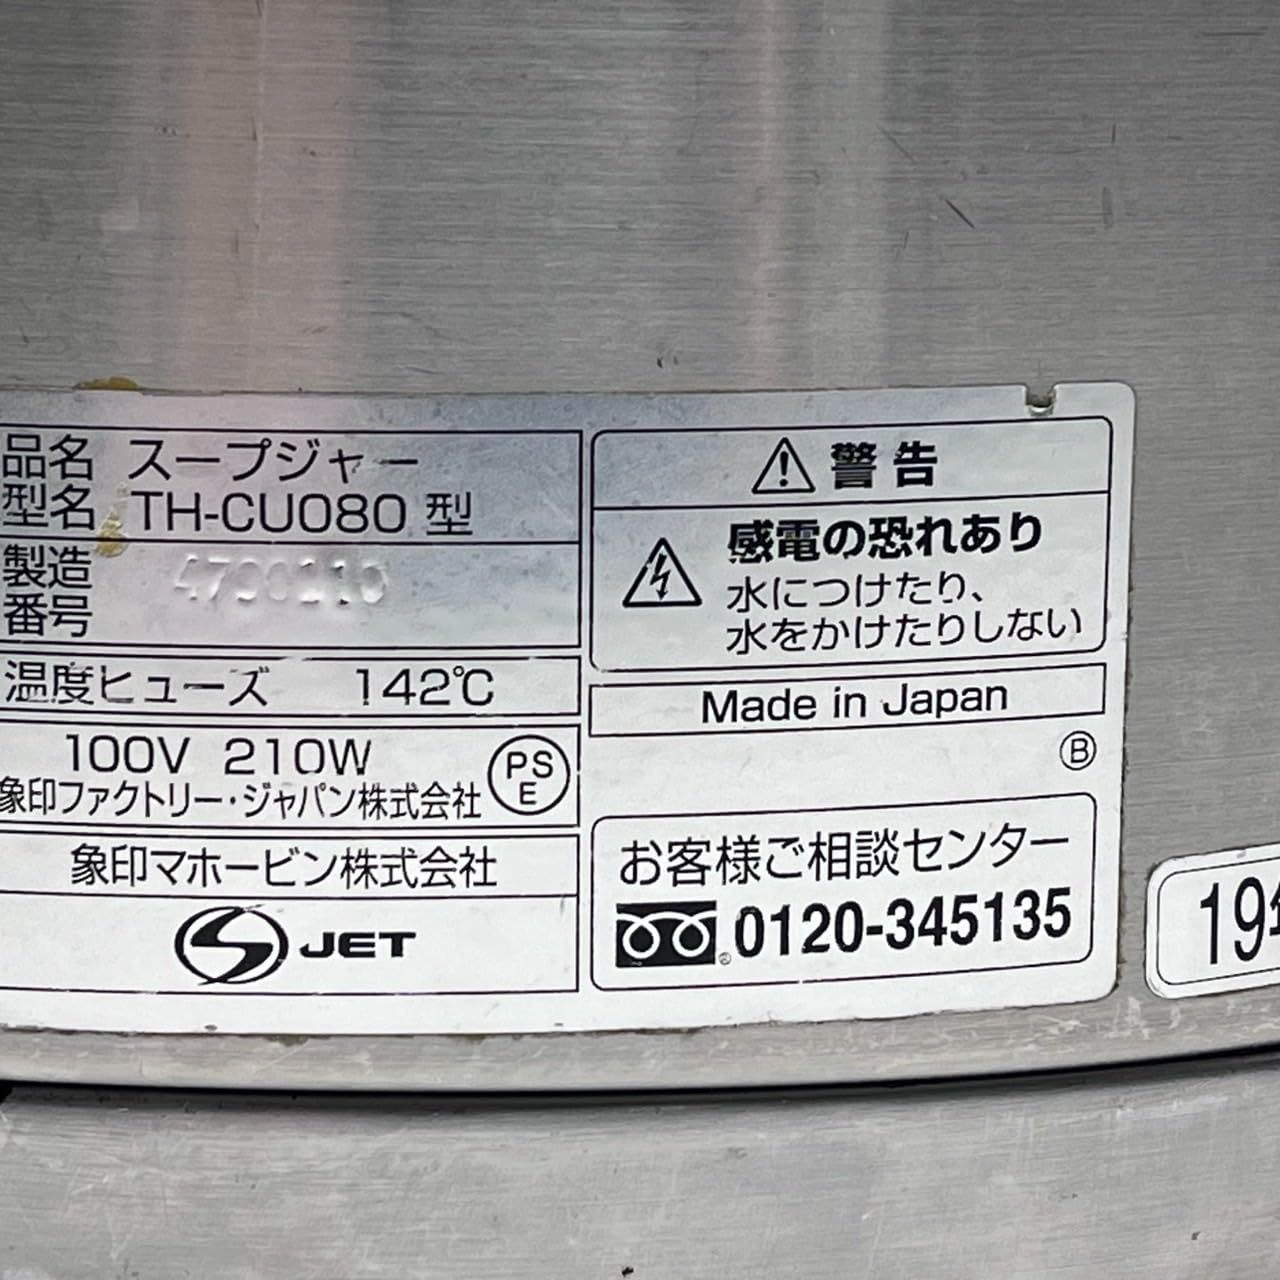 品名 スープジャー
型名 TH-CU080 型
製造
番号
温度ヒューズ 142℃
100V 210W
PS
E
象印ファクトリー・ジャパン株式会社
象印マホービン株式会社
S JET
警告
感電の恐れあり
水につけたり、
水をかけたりしない
Made in Japan
B
お客様ご相談センター
0120-345135
19年